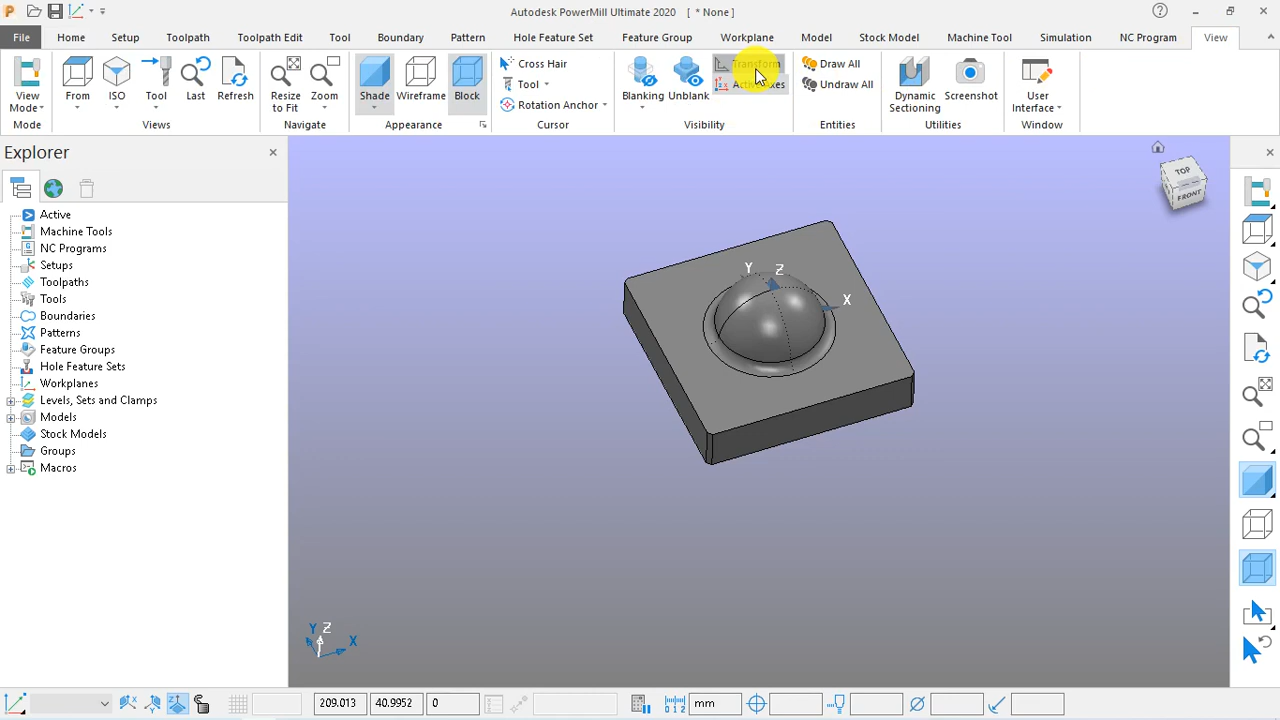 Autodesk PowerMill Ultimate 2020 [ * None ]
File Home Setup Toolpath Toolpath Edit Tool Boundary Pattern Hole Feature Set Feature Group Workplane Model Stock Model Machine Tool Simulation NC Program View
View Mode
Mode
From ISO Tool Last Refresh
Views
Resize to Fit Zoom
Navigate
Shade Wireframe Block
Appearance
Cross Hair
Tool
Rotation Anchor
Cursor
Blanking Unblank
Transform
Active Axes
Visibility
Draw All
Undraw All
Entities
Dynamic Sectioning Screenshot
Utilities
User Interface
Window
Explorer
Active
Machine Tools
NC Programs
Setups
Toolpaths
Tools
Boundaries
Patterns
Feature Groups
Hole Feature Sets
Workplanes
Levels, Sets and Clamps
Models
Stock Models
Groups
Macros
TOP
FRONT
Y Z
X
Y Z
X
209.013 40.9952 0 mm